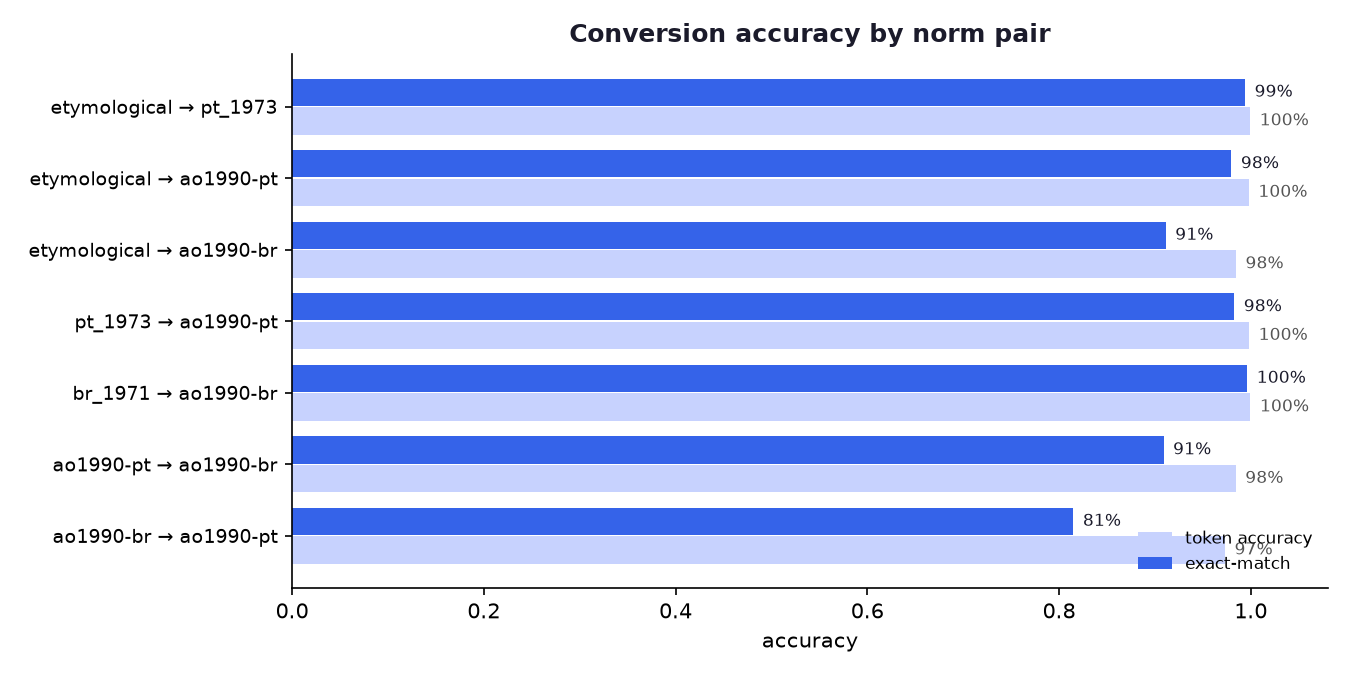 Conversion accuracy by norm pair
etymological → pt_1973
99%
100%
etymological → ao1990-pt
98%
100%
etymological → ao1990-br
91%
98%
pt_1973 → ao1990-pt
98%
100%
br_1971 → ao1990-br
100%
100%
ao1990-pt → ao1990-br
91%
98%
ao1990-br → ao1990-pt
81%
97%
token accuracy
exact-match
0.0 0.2 0.4 0.6 0.8 1.0
accuracy